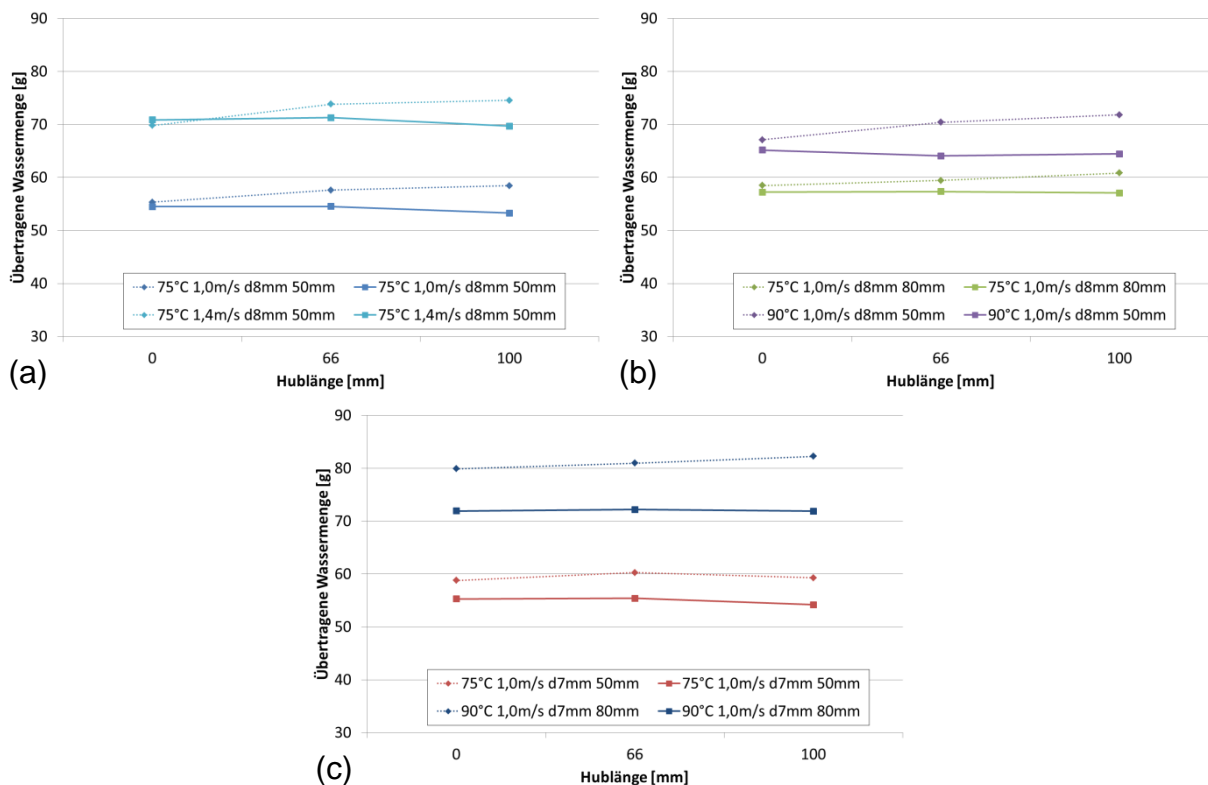 90
80
70
60
50
40
30
Übertragene Wassermenge [g]
75°C 1,0m/s d8mm 50mm
75°C 1,0m/s d8mm 50mm
75°C 1,4m/s d8mm 50mm
75°C 1,4m/s d8mm 50mm
0
66
100
Hublänge [mm]
(a)
90
80
70
60
50
40
30
Übertragene Wassermenge [g]
75°C 1,0m/s d8mm 80mm
75°C 1,0m/s d8mm 80mm
90°C 1,0m/s d8mm 50mm
90°C 1,0m/s d8mm 50mm
0
66
100
Hublänge [mm]
(b)
90
80
70
60
50
40
30
Übertragene Wassermenge [g]
75°C 1,0m/s d7mm 50mm
75°C 1,0m/s d7mm 50mm
90°C 1,0m/s d7mm 80mm
90°C 1,0m/s d7mm 80mm
0
66
100
Hublänge [mm]
(c)